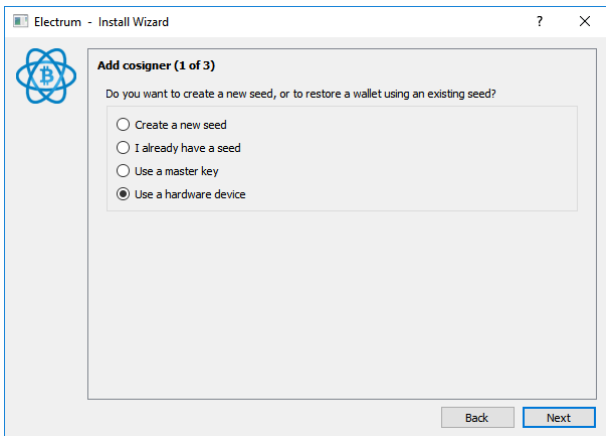 Electrum - Install Wizard
Add cosigner (1 of 3)
Do you want to create a new seed, or to restore a wallet using an existing seed?
Create a new seed
I already have a seed
Use a master key
Use a hardware device
Back Next